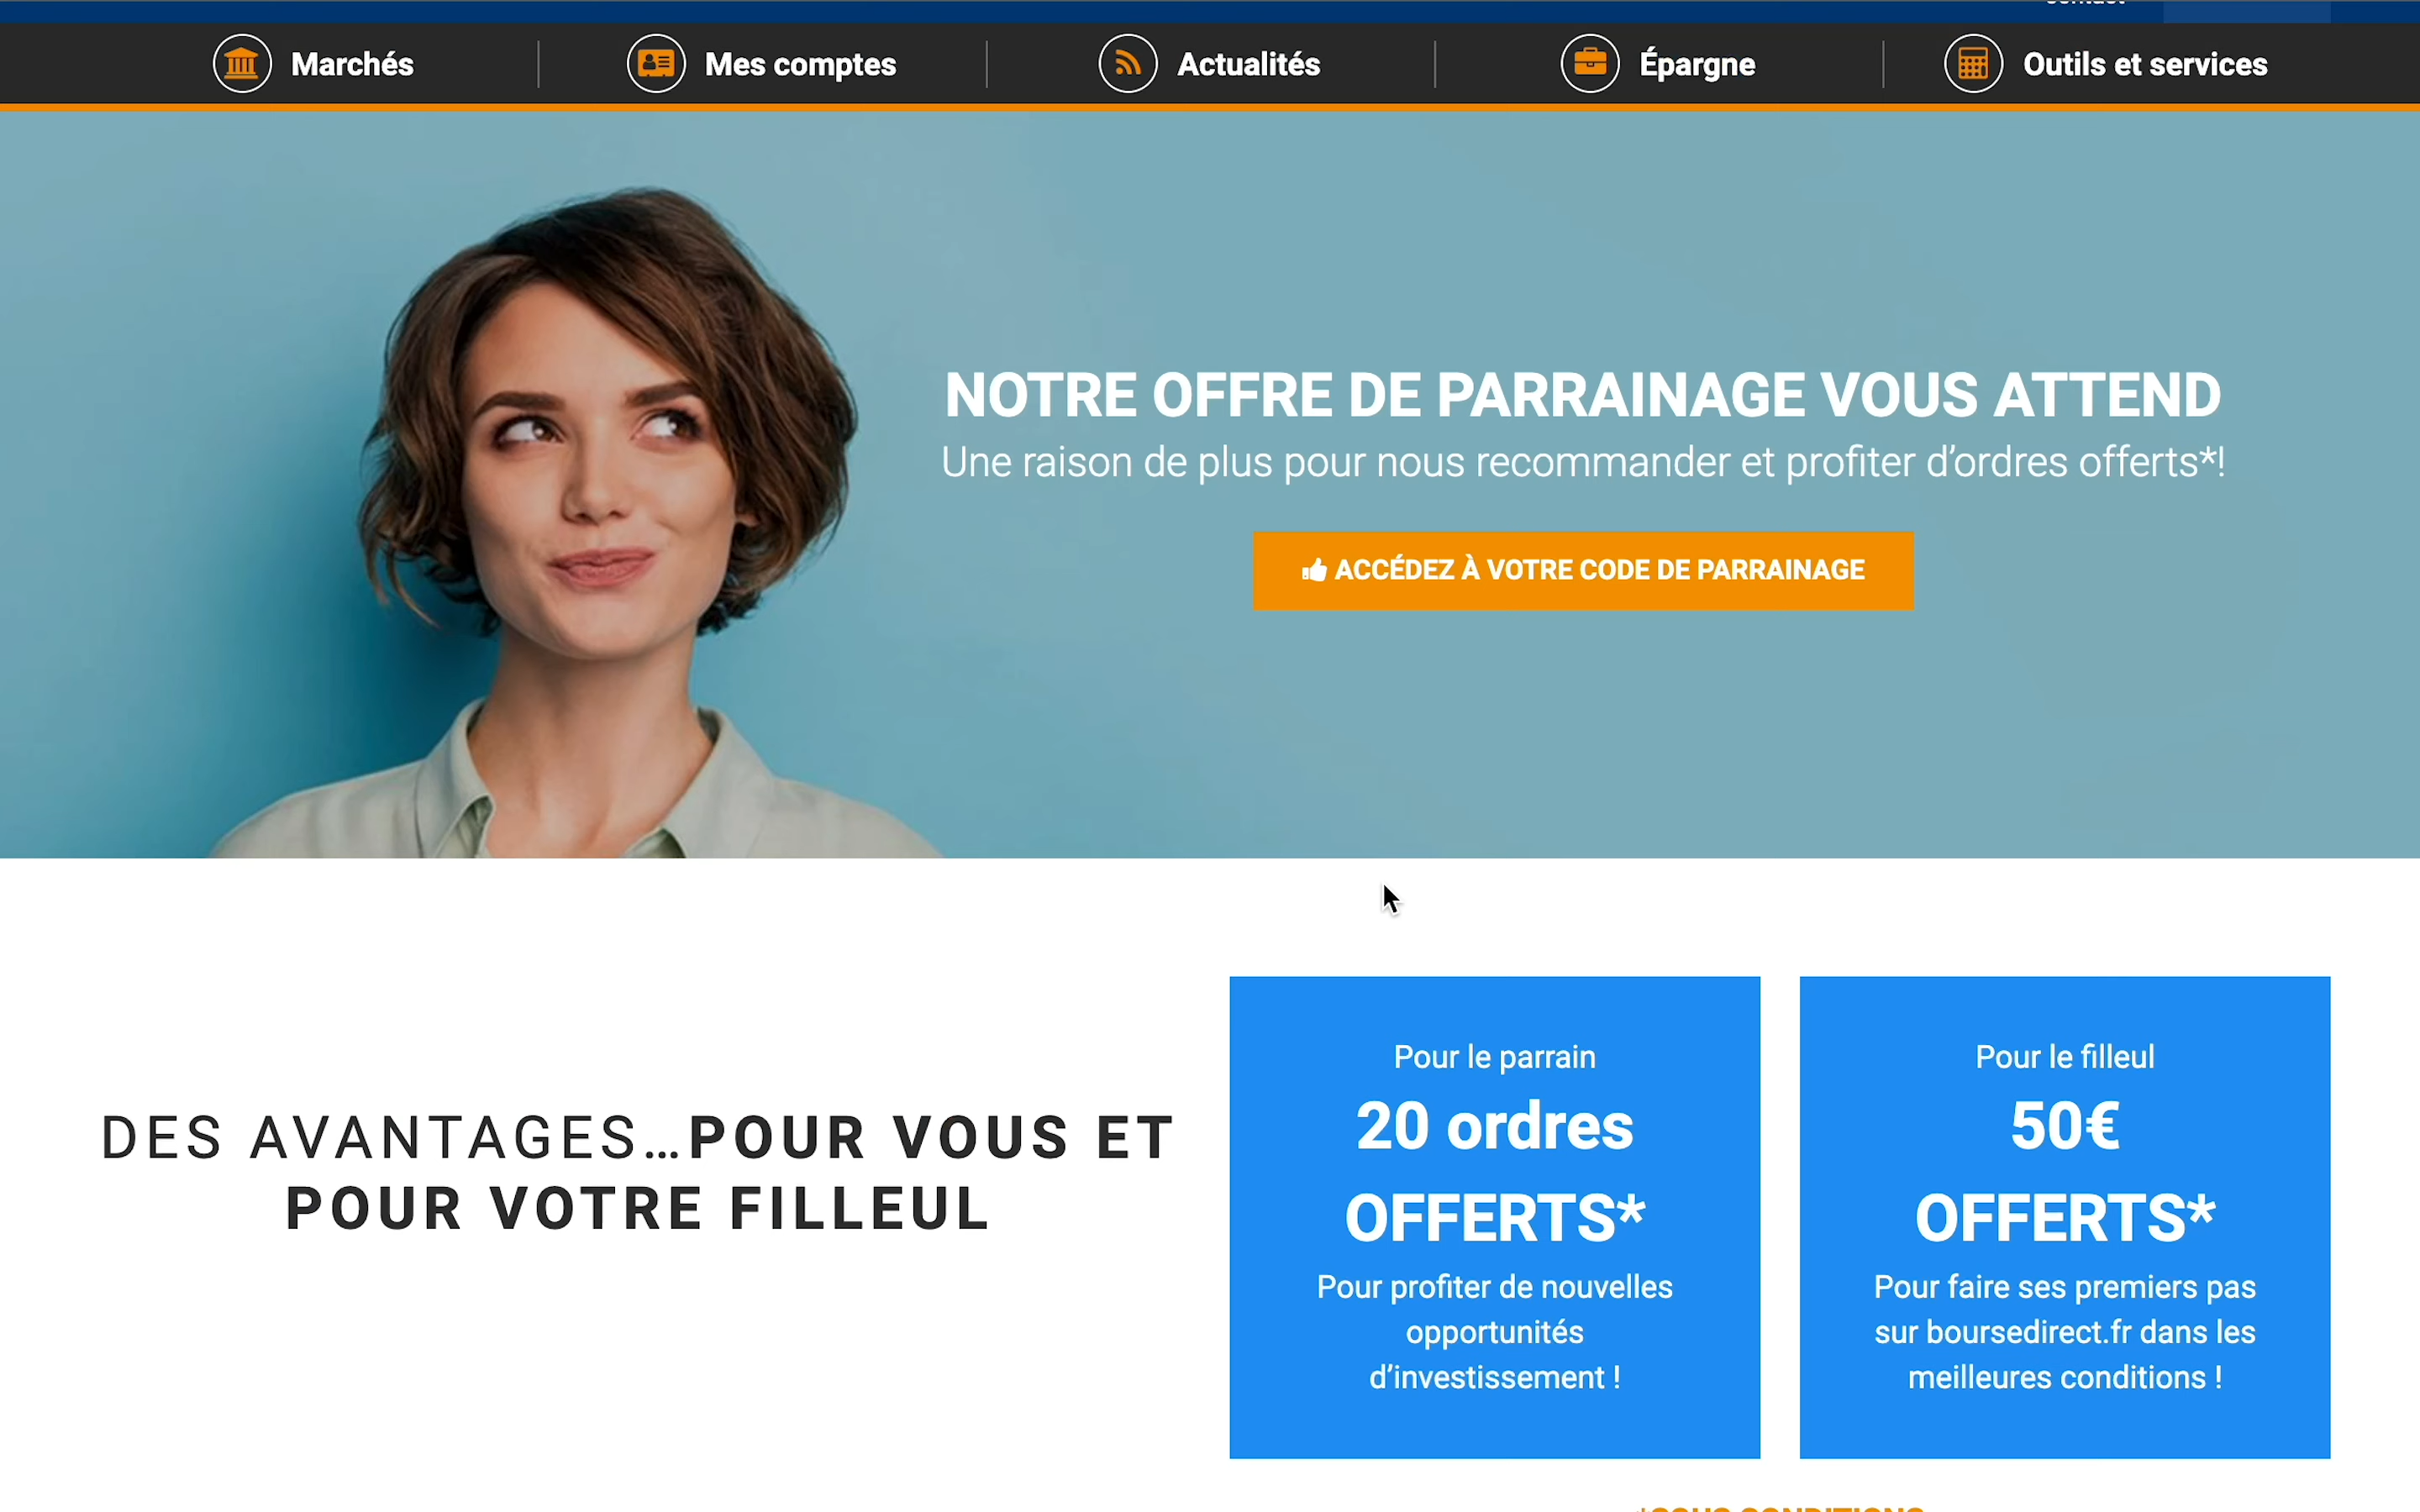 Marchés
Mes comptes
Actualités
Épargne
Outils et services
NOTRE OFFRE DE PARRAINAGE VOUS ATTEND
Une raison de plus pour nous recommander et profiter d’ordres offerts*!
ACCÉDEZ À VOTRE CODE DE PARRAINAGE
DES AVANTAGES…POUR VOUS ET
POUR VOTRE FILLEUL
Pour le parrain
20 ordres
OFFERTS*
Pour profiter de nouvelles
opportunités
d’investissement !
Pour le filleul
50€
OFFERTS*
Pour faire ses premiers pas
sur boursedirect.fr dans les
meilleures conditions !
*SOUS CONDITIONS